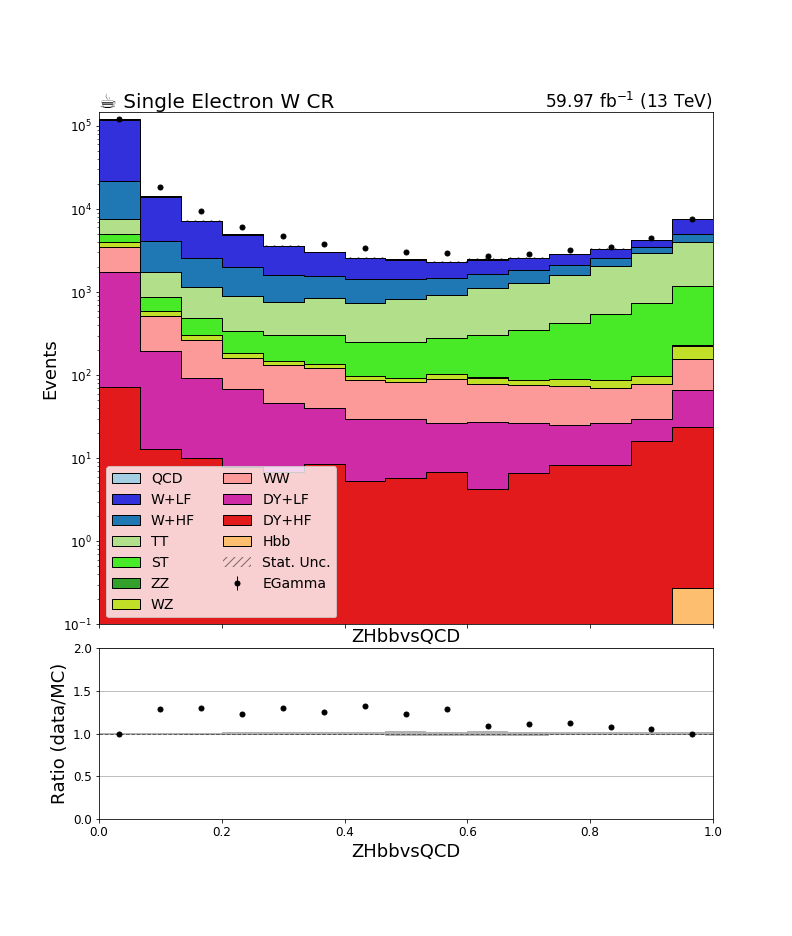 ☕ Single Electron W CR
59.97 fb⁻¹ (13 TeV)
Events
10⁵
10⁴
10³
10²
10¹
10⁰
10⁻¹
QCD
W+LF
W+HF
TT
ST
ZZ
WZ
WW
DY+LF
DY+HF
Hbb
Stat. Unc.
EGamma
ZHbbvsQCD
Ratio (data/MC)
2.0
1.5
1.0
0.5
0.0
0.0 0.2 0.4 0.6 0.8 1.0
ZHbbvsQCD